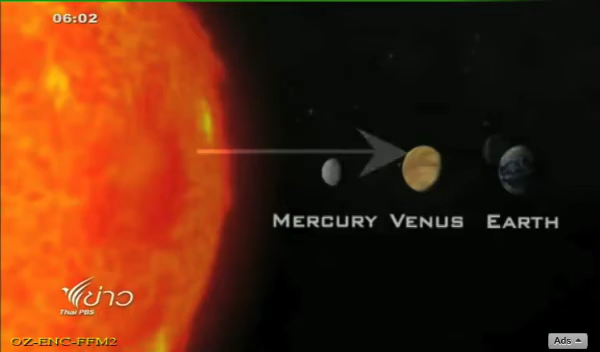 06:02
MERCURY VENUS EARTH
ข่าว
Thai PBS
OZ-ENC-FFM2
Ads